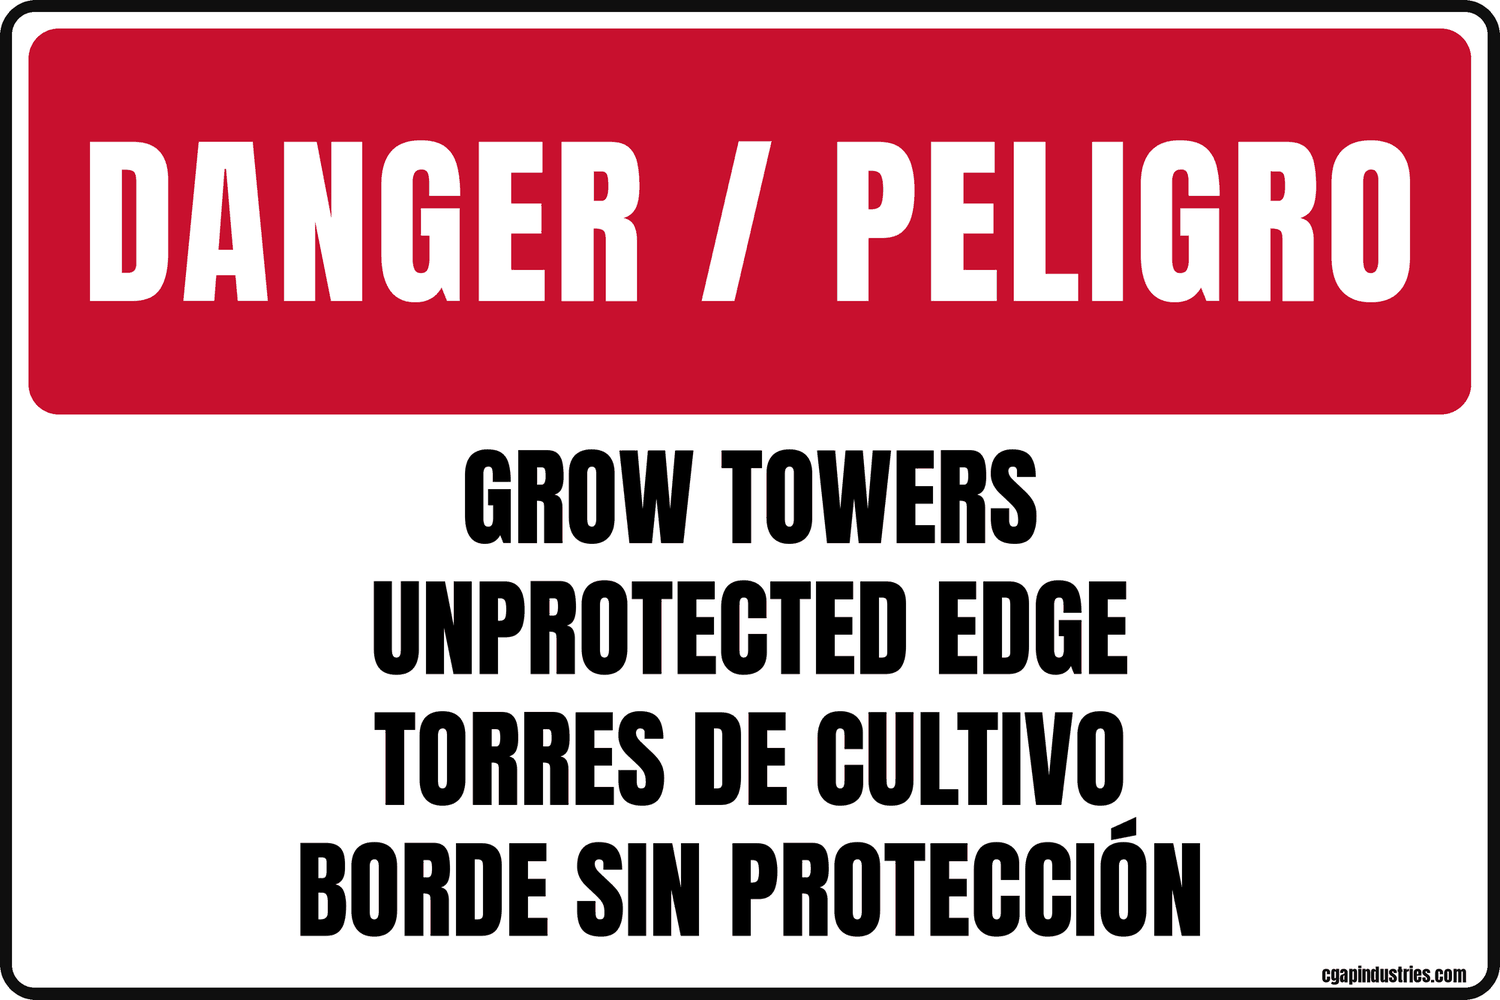 DANGER / PELIGRO
GROW TOWERS
UNPROTECTED EDGE
TORRES DE CULTIVO
BORDE SIN PROTECCIÓN
cgapindustries.com